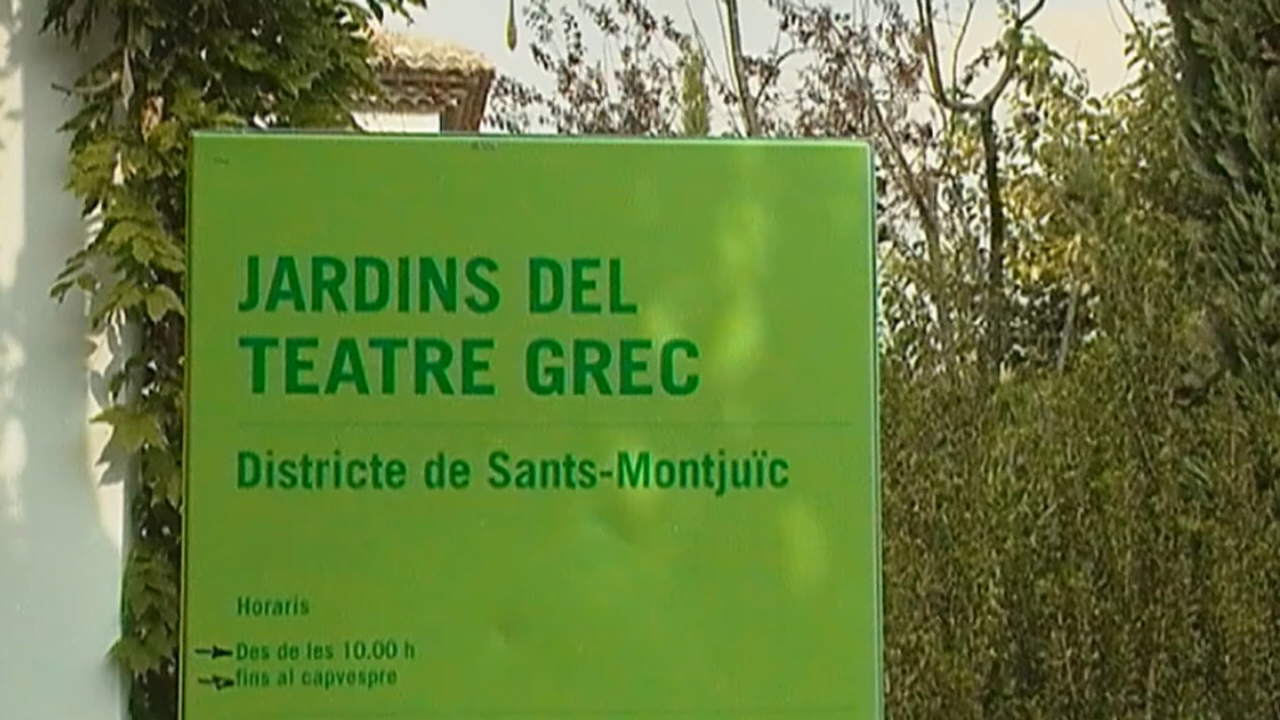 JARDINS DEL
TEATRE GREC
Districte de Sants-Montjuïc
Horaris
Des de les 10.00 h
fins al capvespre